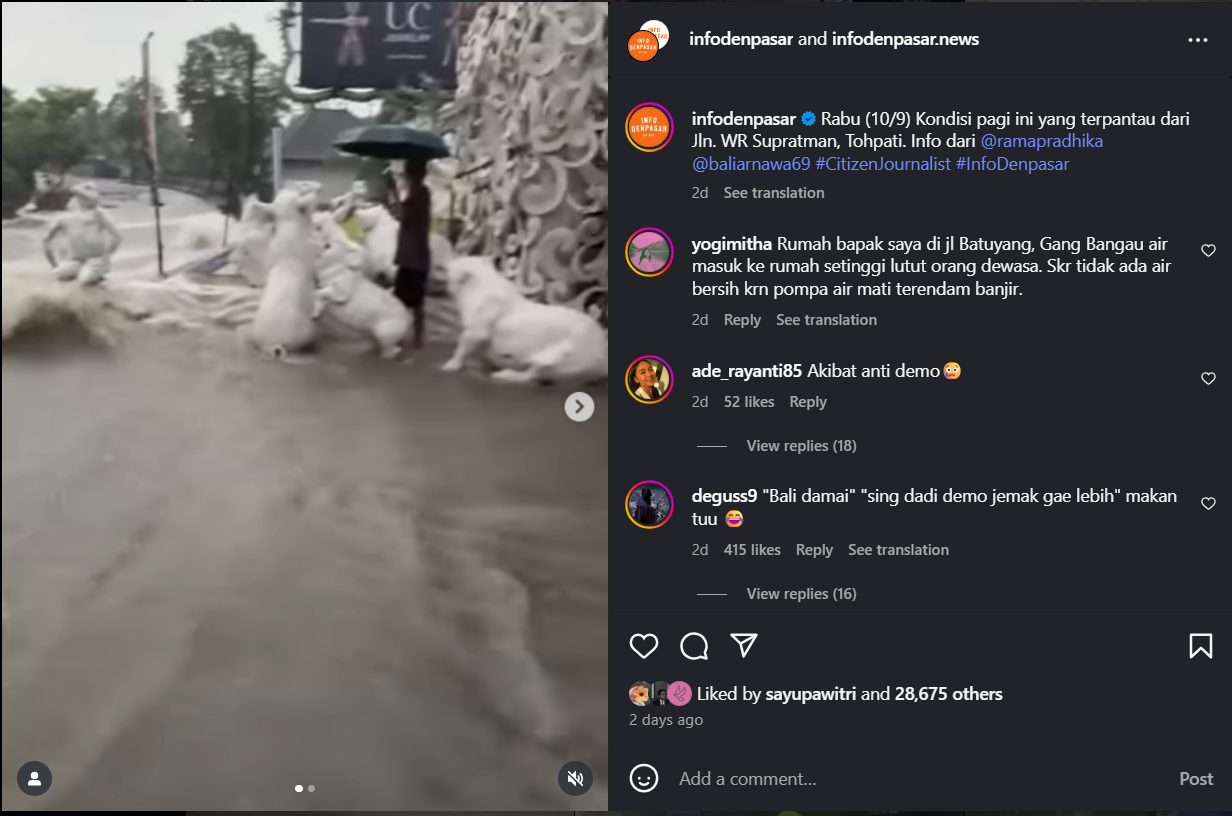 UC
JEWELRY
infodenpasar and infodenpasar.news
INFO
DENPASAR
infodenpasar Rabu (10/9) Kondisi pagi ini yang terpantau dari
Jln. WR Supratman, Tohpati. Info dari @ramapradhika
@baliarnawa69 #CitizenJournalist #InfoDenpasar
2d See translation
yogimitha Rumah bapak saya di jl Batuyang, Gang Bangau air
masuk ke rumah setinggi lutut orang dewasa. Skr tidak ada air
bersih krn pompa air mati terendam banjir.
2d Reply See translation
ade_rayanti85 Akibat anti demo😰
2d 52 likes Reply
View replies (18)
deguss9 "Bali damai" "sing dadi demo jemak gae lebih" makan
tuu 😂
2d 415 likes Reply See translation
View replies (16)
Liked by sayupawitri and 28,675 others
2 days ago
Add a comment...
Post